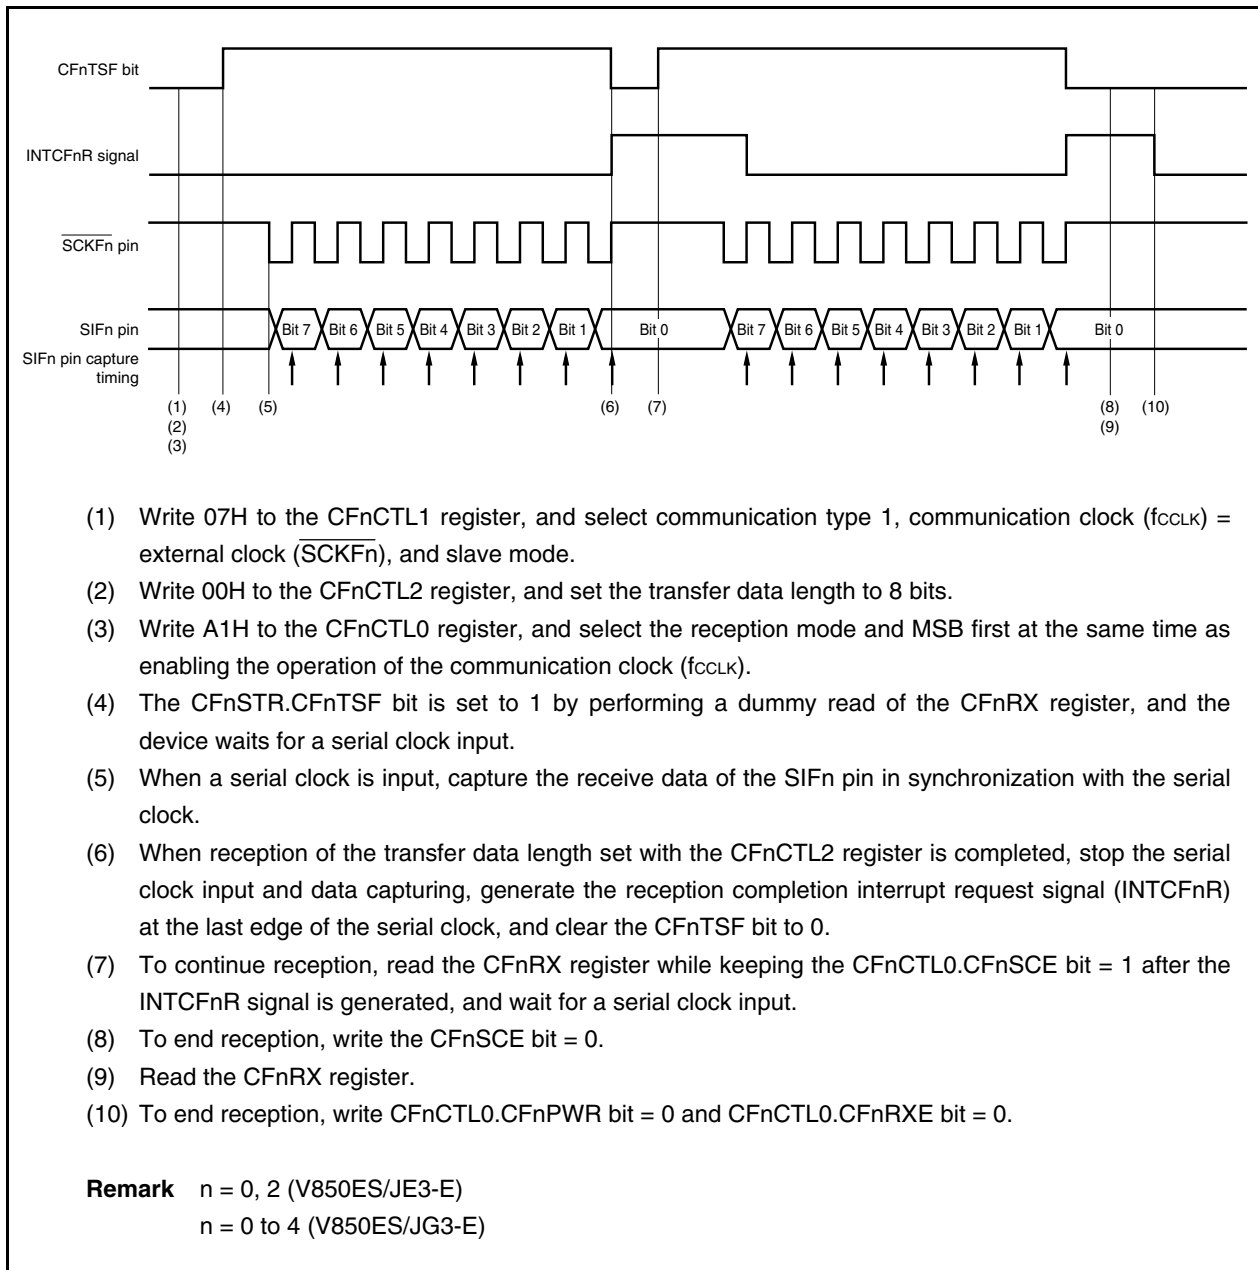 CFnTSF bit
INTCFnR signal
SCKFn pin
SIFn pin
Bit 7 Bit 6 Bit 5 Bit 4 Bit 3 Bit 2 Bit 1 Bit 0 Bit 7 Bit 6 Bit 5 Bit 4 Bit 3 Bit 2 Bit 1 Bit 0
SIFn pin capture
timing
(1) (4) (5) (6) (7) (8) (10)
(2) (9)
(3)
(1) Write 07H to the CFnCTL1 register, and select communication type 1, communication clock (fCCLK) =
external clock (SCKFn), and slave mode.
(2) Write 00H to the CFnCTL2 register, and set the transfer data length to 8 bits.
(3) Write A1H to the CFnCTL0 register, and select the reception mode and MSB first at the same time as
enabling the operation of the communication clock (fCCLK).
(4) The CFnSTR.CFnTSF bit is set to 1 by performing a dummy read of the CFnRX register, and the
device waits for a serial clock input.
(5) When a serial clock is input, capture the receive data of the SIFn pin in synchronization with the serial
clock.
(6) When reception of the transfer data length set with the CFnCTL2 register is completed, stop the serial
clock input and data capturing, generate the reception completion interrupt request signal (INTCFnR)
at the last edge of the serial clock, and clear the CFnTSF bit to 0.
(7) To continue reception, read the CFnRX register while keeping the CFnCTL0.CFnSCE bit = 1 after the
INTCFnR signal is generated, and wait for a serial clock input.
(8) To end reception, write the CFnSCE bit = 0.
(9) Read the CFnRX register.
(10) To end reception, write CFnCTL0.CFnPWR bit = 0 and CFnCTL0.CFnRXE bit = 0.
Remark n = 0, 2 (V850ES/JE3-E)
n = 0 to 4 (V850ES/JG3-E)